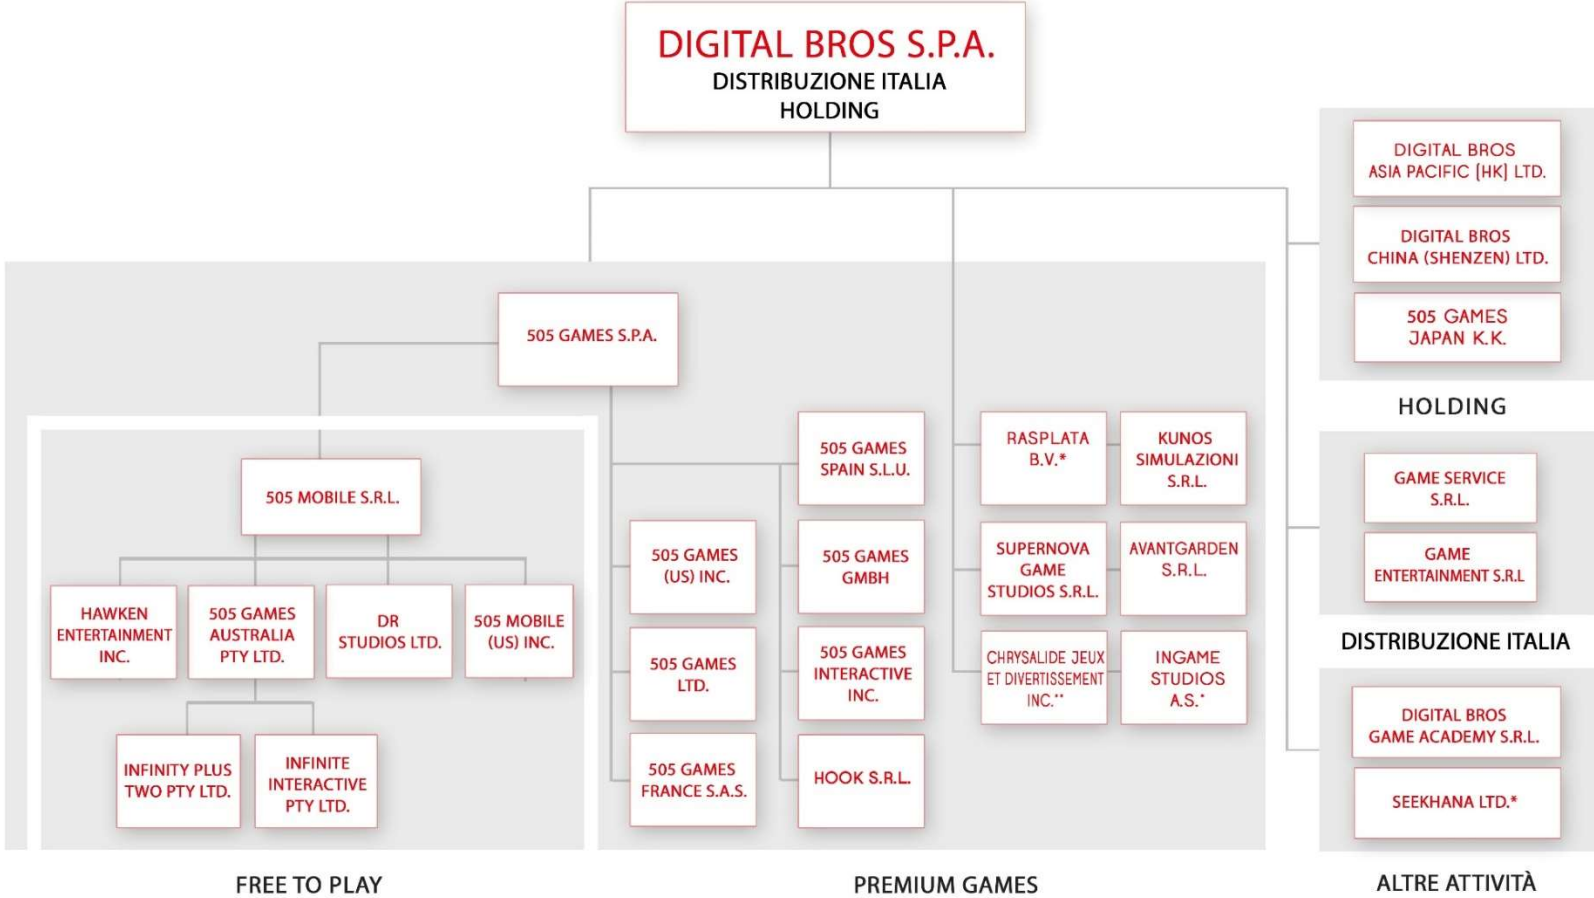 DIGITAL BROS S.P.A.
DISTRIBUZIONE ITALIA
HOLDING
DIGITAL BROS
ASIA PACIFIC [HK] LTD.
DIGITAL BROS
CHINA (SHENZEN) LTD.
505 GAMES
JAPAN K.K.
HOLDING
505 GAMES S.P.A.
505 MOBILE S.R.L.
HAWKEN
ENTERTAINMENT
INC.
505 GAMES
AUSTRALIA
PTY LTD.
DR
STUDIOS LTD.
505 MOBILE
(US) INC.
INFINITY PLUS
TWO PTY LTD.
INFINITE
INTERACTIVE
PTY LTD.
FREE TO PLAY
505 GAMES
(US) INC.
505 GAMES
LTD.
505 GAMES
FRANCE S.A.S.
505 GAMES
SPAIN S.L.U.
505 GAMES
GMBH
505 GAMES
INTERACTIVE
INC.
HOOK S.R.L.
RASPLATA
B.V.*
KUNOS
SIMULAZIONI
S.R.L.
SUPERNOVA
GAME
STUDIOS S.R.L.
AVANTGARDEN
S.R.L.
CHRYSALIDE JEUX
ET DIVERTISSEMENT
INC.**
INGAME
STUDIOS
A.S.*
PREMIUM GAMES
GAME SERVICE
S.R.L.
GAME
ENTERTAINMENT S.R.L
DISTRIBUZIONE ITALIA
DIGITAL BROS
GAME ACADEMY S.R.L.
SEEKHANA LTD.*
ALTRE ATTIVITÀ